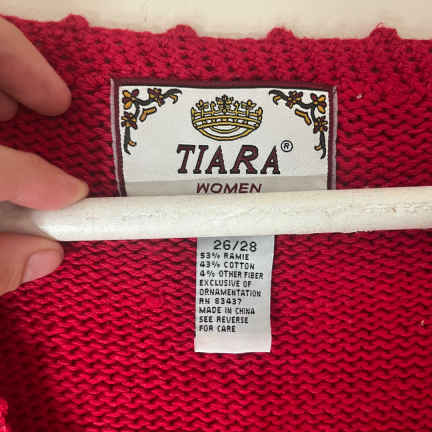 TIARA®
WOMEN
26/28
53% RAMIE
43% COTTON
4% OTHER FIBER
EXCLUSIVE OF
ORNAMENTATION
RN 83437
MADE IN CHINA
SEE REVERSE
FOR CARE